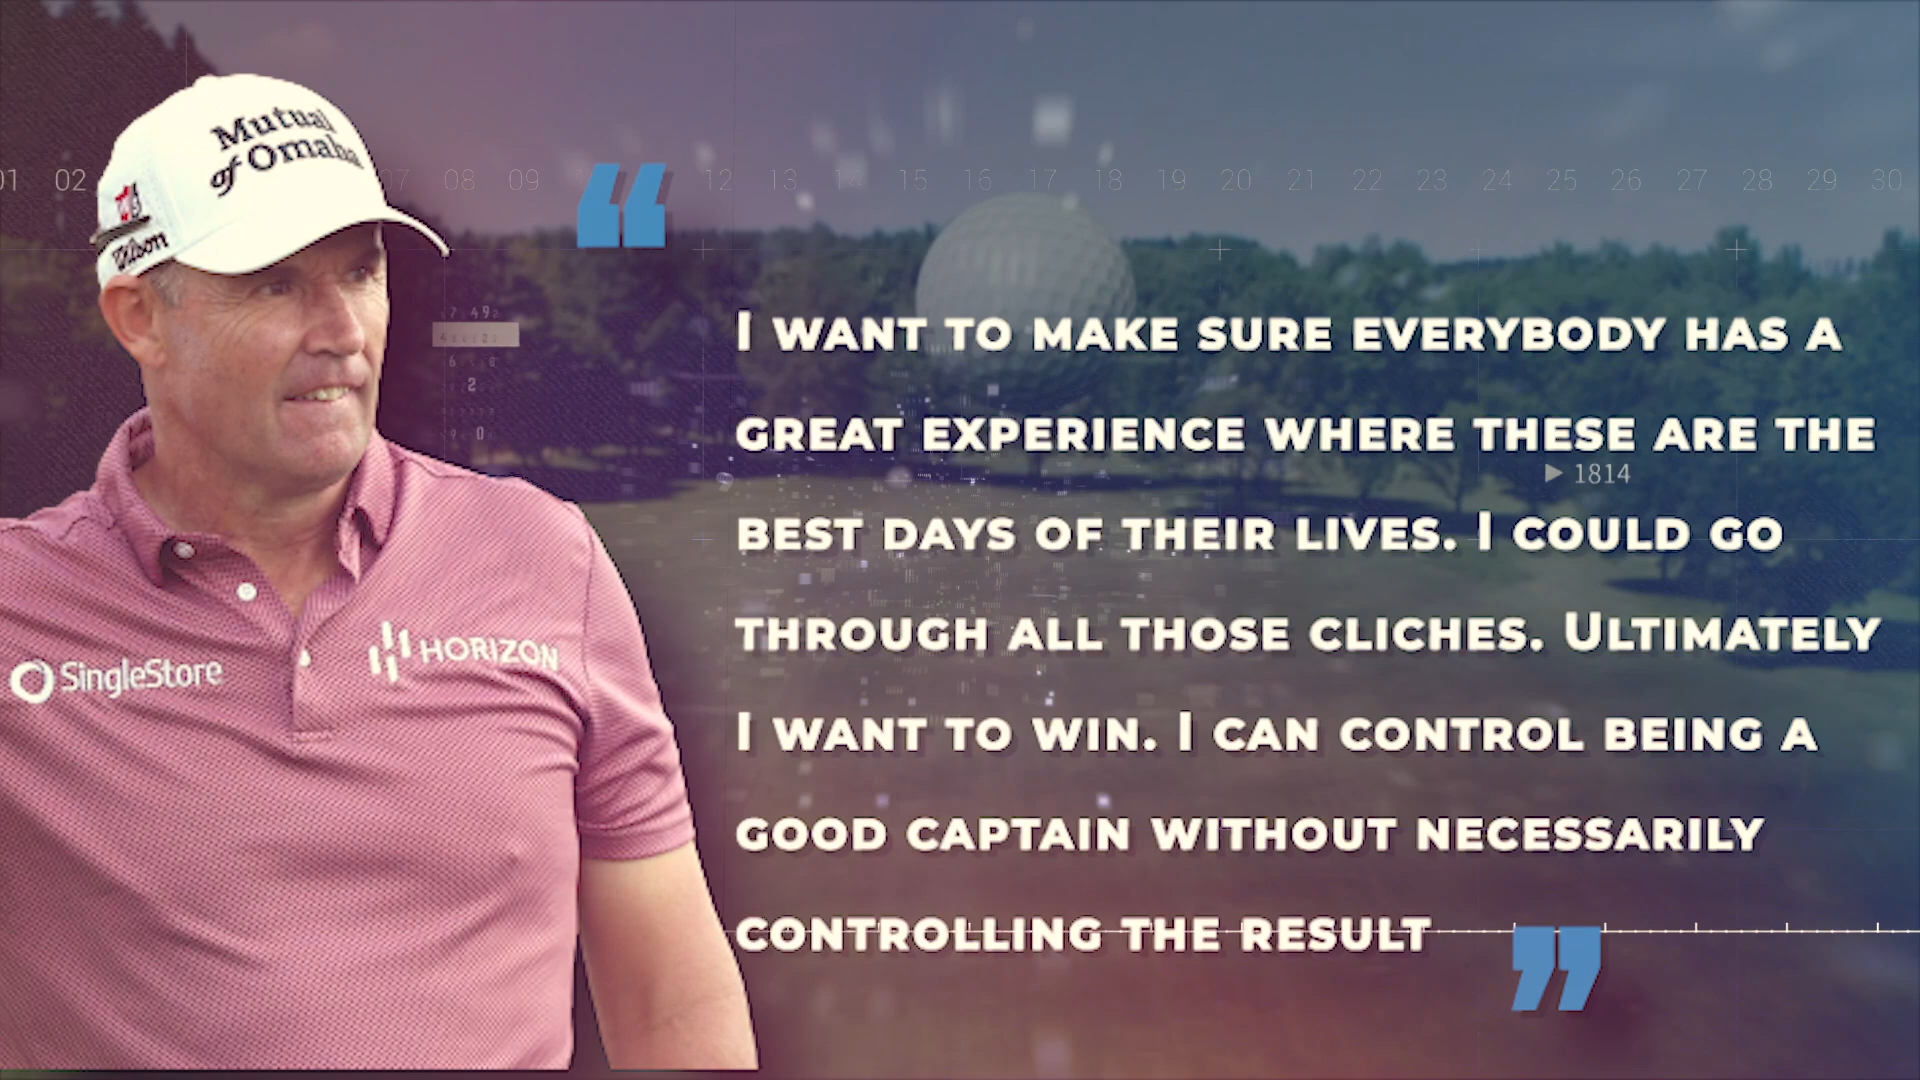 Mutual
of Omaha
Wilson
01 02 07 08 09 12 13 14 15 16 17 18 19 20 21 22 23 24 25 26 27 28 29 30
“
I WANT TO MAKE SURE EVERYBODY HAS A
GREAT EXPERIENCE WHERE THESE ARE THE
1814
BEST DAYS OF THEIR LIVES. I COULD GO
THROUGH ALL THOSE CLICHES. ULTIMATELY
I WANT TO WIN. I CAN CONTROL BEING A
GOOD CAPTAIN WITHOUT NECESSARILY
CONTROLLING THE RESULT
”
SingleStore
HORIZON